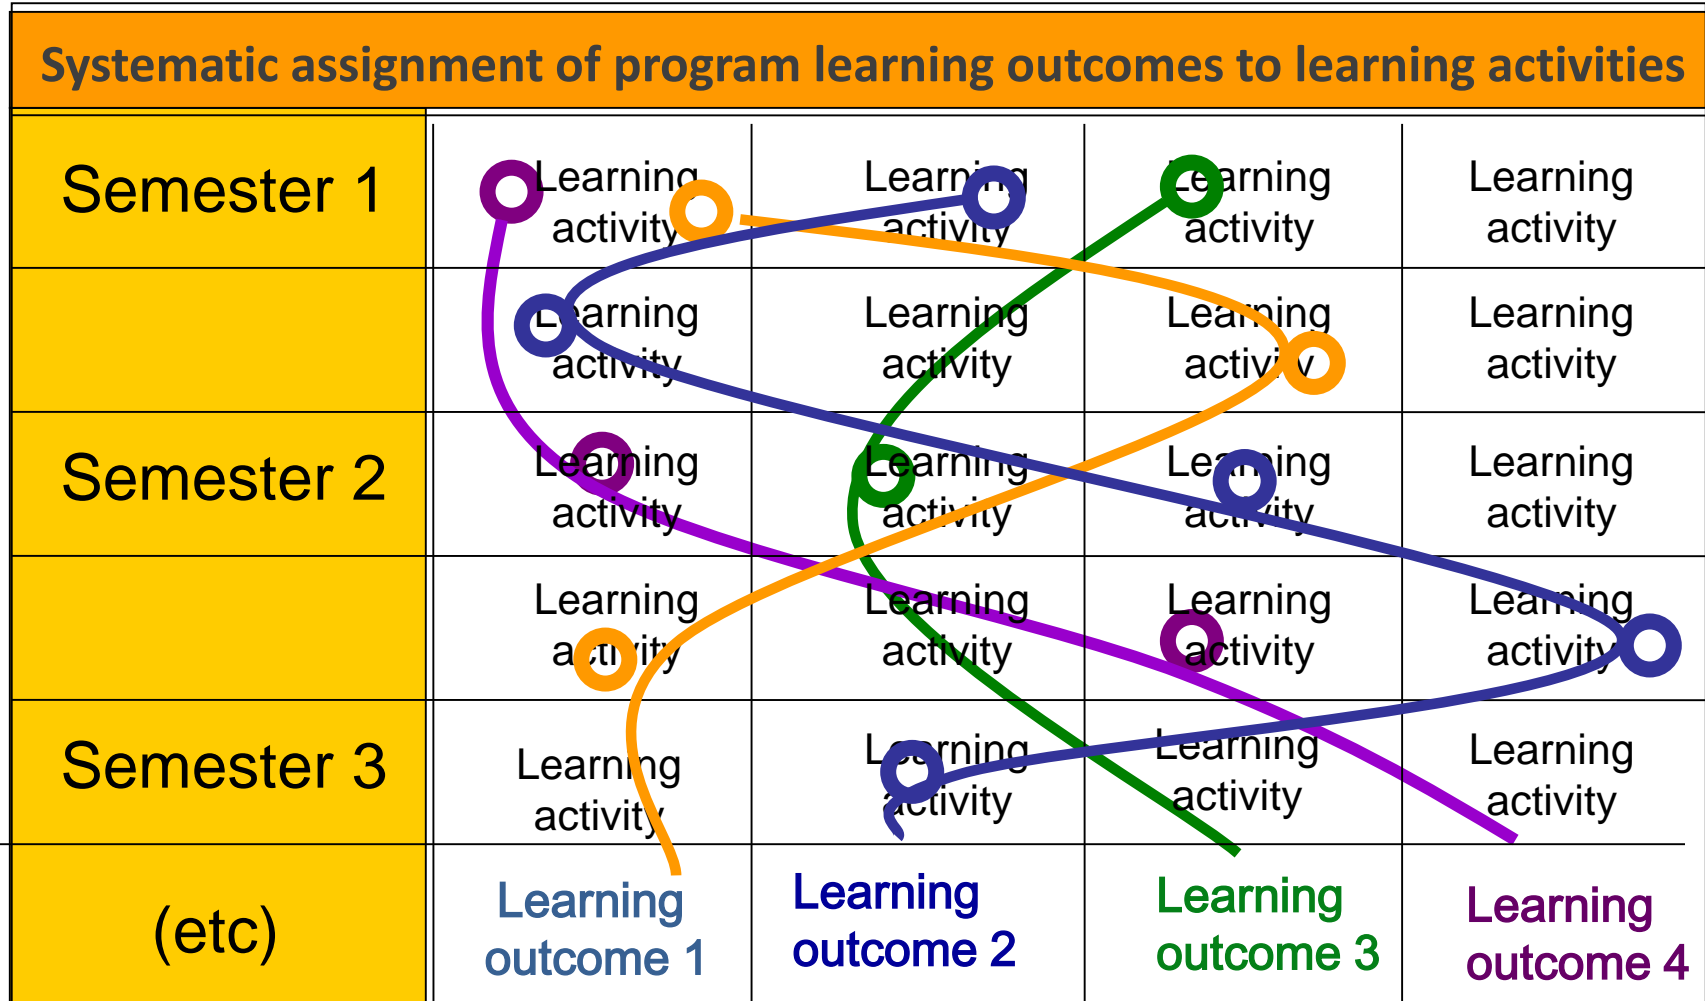 Systematic assignment of program learning outcomes to learning activities
Semester 1
Learning
activity
Learning
activity
Learning
activity
Learning
activity
Learning
activity
Learning
activity
Learning
activity
Learning
activity
Semester 2
Learning
activity
Learning
activity
Learning
activity
Learning
activity
Learning
activity
Learning
activity
Learning
activity
Learning
activity
Semester 3
Learning
activity
Learning
activity
Learning
activity
Learning
activity
(etc)
Learning
outcome 1
Learning
outcome 2
Learning
outcome 3
Learning
outcome 4